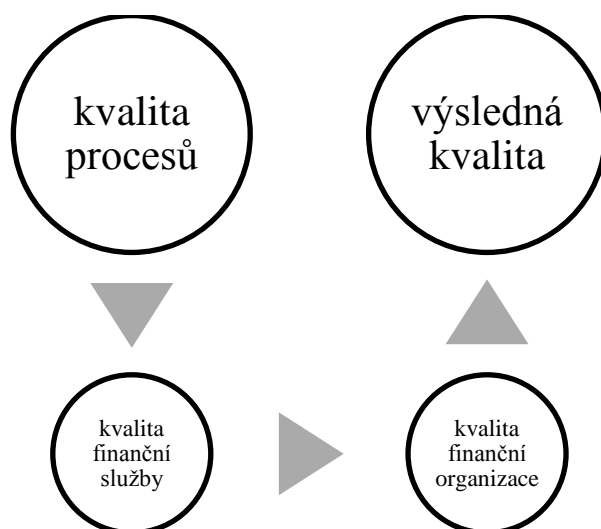 kvalita
procesů
výsledná
kvalita
kvalita
finanční
služby
kvalita
finanční
organizace